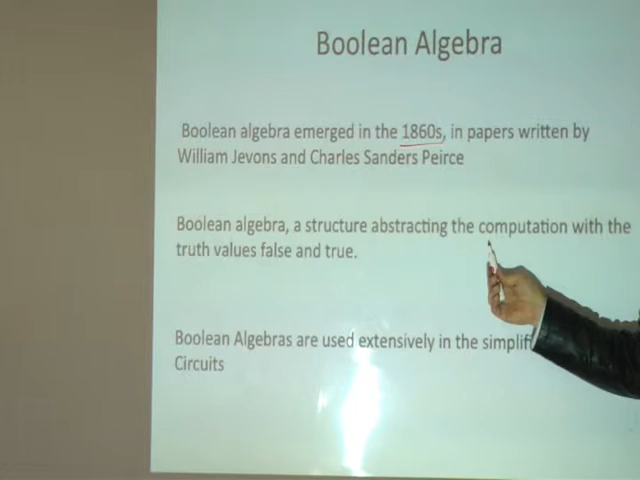 Boolean Algebra
Boolean algebra emerged in the 1860s, in papers written by
William Jevons and Charles Sanders Peirce
Boolean algebra, a structure abstracting the computation with the
truth values false and true.
Boolean Algebras are used extensively in the
Circuits